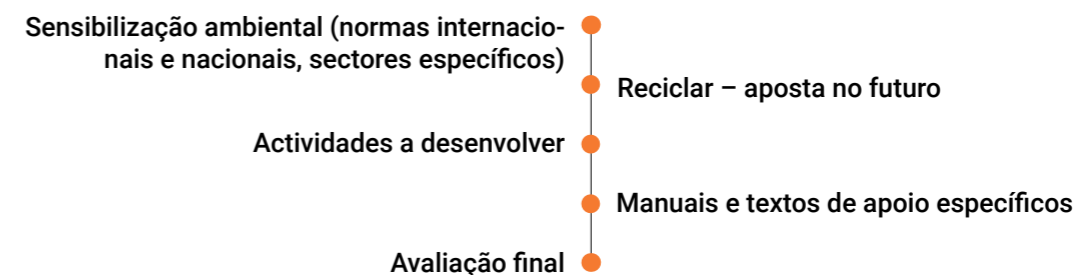 Sensibilização ambiental (normas internacio-
nais e nacionais, sectores específicos)
Reciclar – aposta no futuro
Actividades a desenvolver
Manuais e textos de apoio específicos
Avaliação final